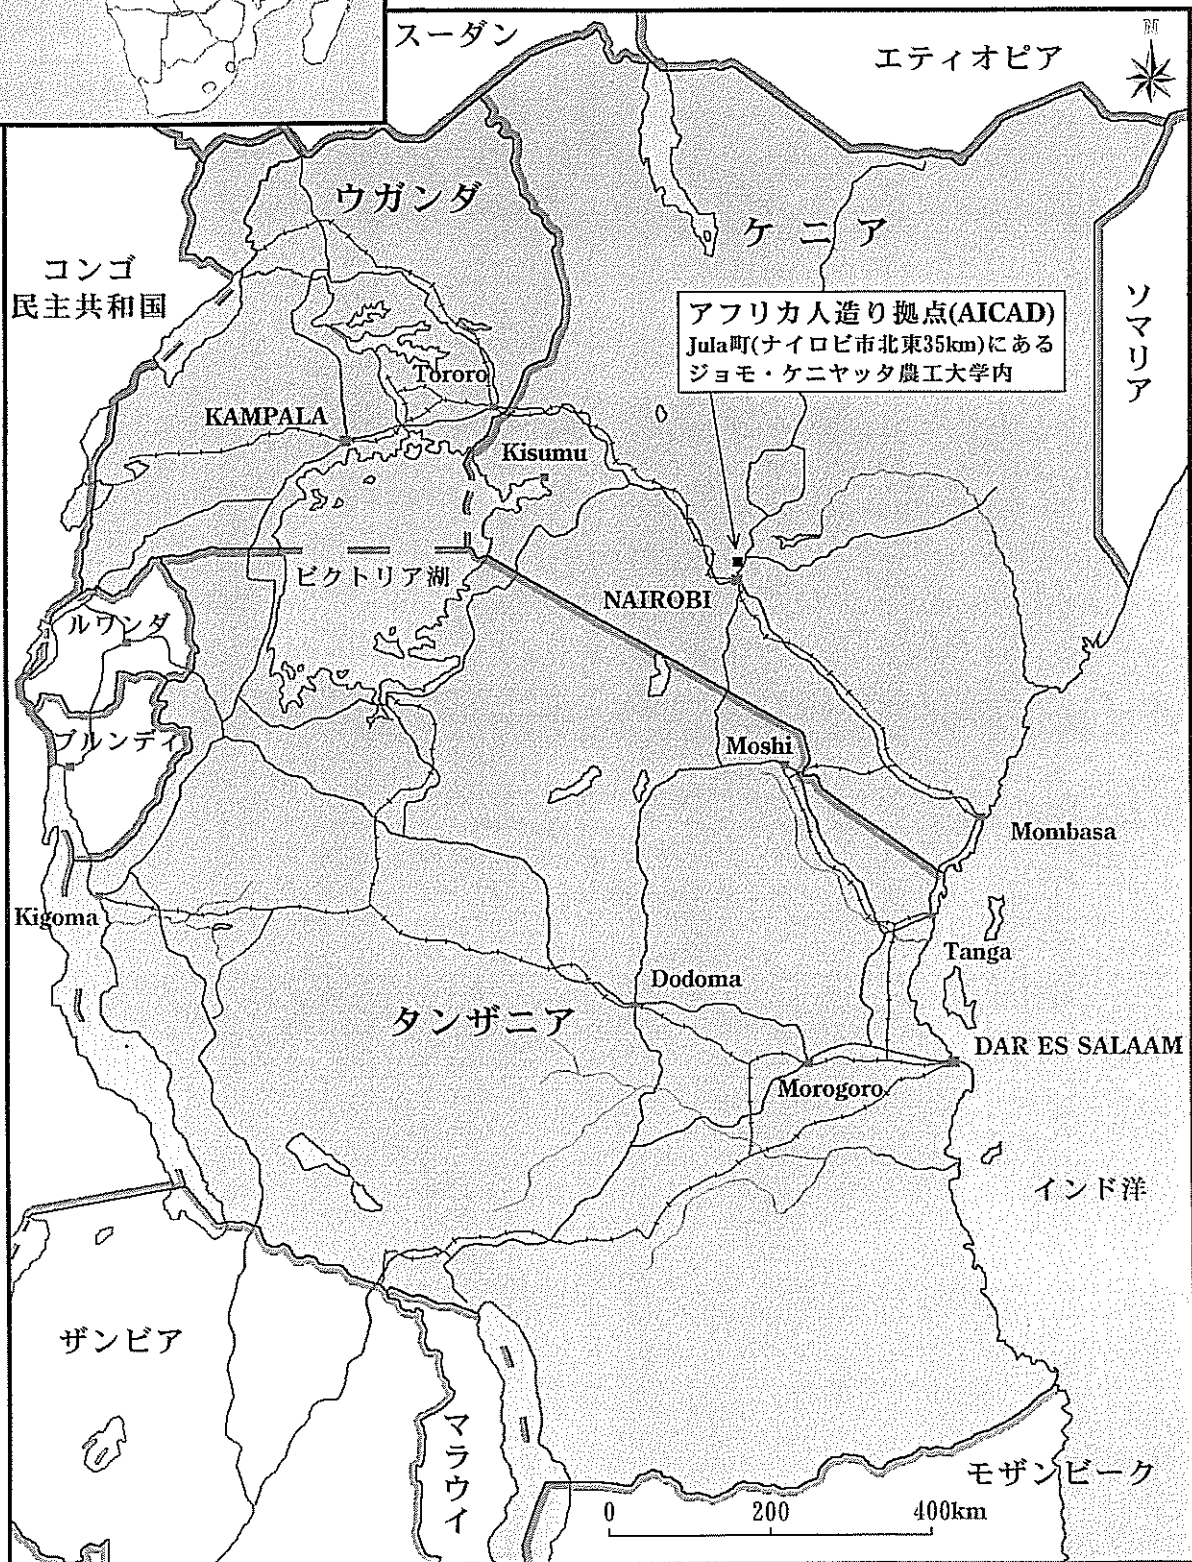 スーダン
エティオピア
N
ウガンダ
ケニア
コンゴ
民主共和国
ソマリア
アフリカ人造り拠点(AICAD)
Jula町(ナイロビ市北東35km)にある
ジョモ・ケニヤッタ農工大学内
Tororo
KAMPALA
Kisumu
ビクトリア湖
NAIROBI
ルワンダ
ブルンディ
Moshi
Mombasa
Kigoma
Tanga
Dodoma
タンザニア
DAR ES SALAAM
Morogoro
インド洋
ザンビア
マラウイ
モザンビーク
0 200 400km